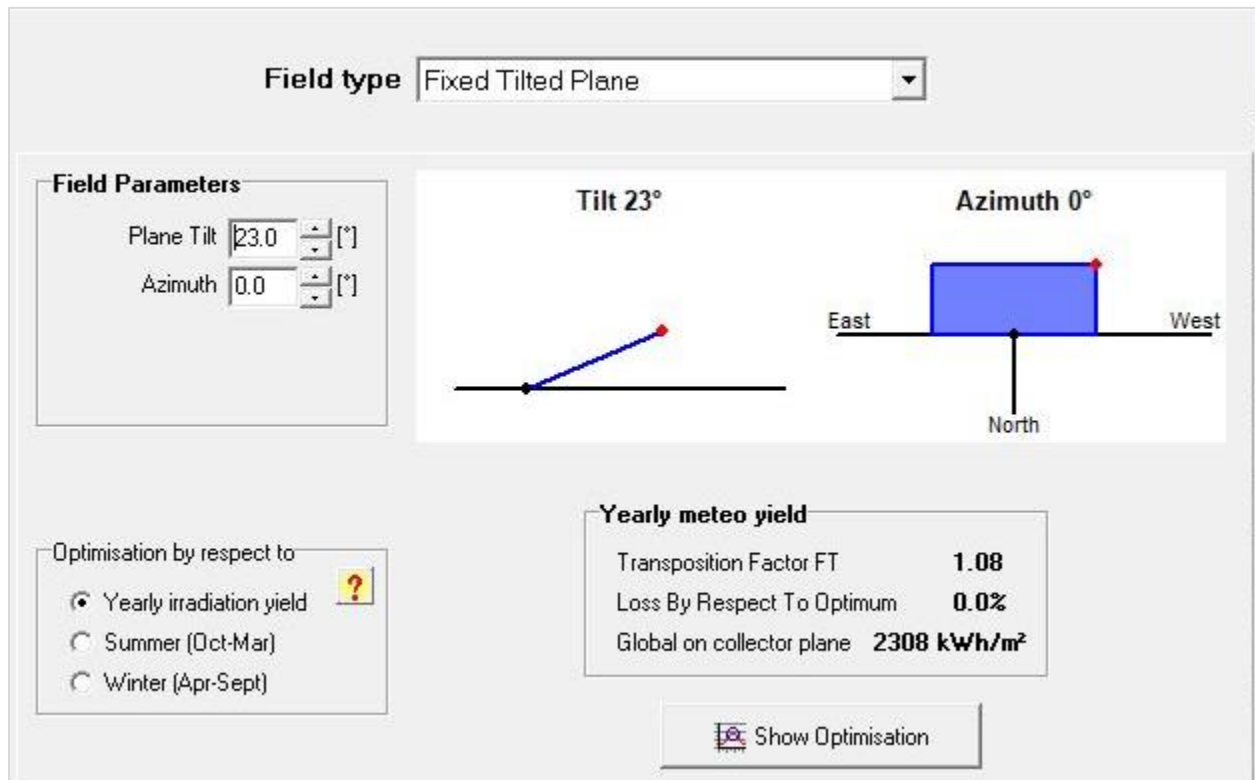 Field type Fixed Tilted Plane
Field Parameters
Plane Tilt 23.0 [°]
Azimuth 0.0 [°]
Tilt 23°
Azimuth 0°
East
West
North
Optimisation by respect to
Yearly irradiation yield ?
Summer (Oct-Mar)
Winter (Apr-Sept)
Yearly meteo yield
Transposition Factor FT 1.08
Loss By Respect To Optimum 0.0%
Global on collector plane 2308 kWh/m²
Show Optimisation